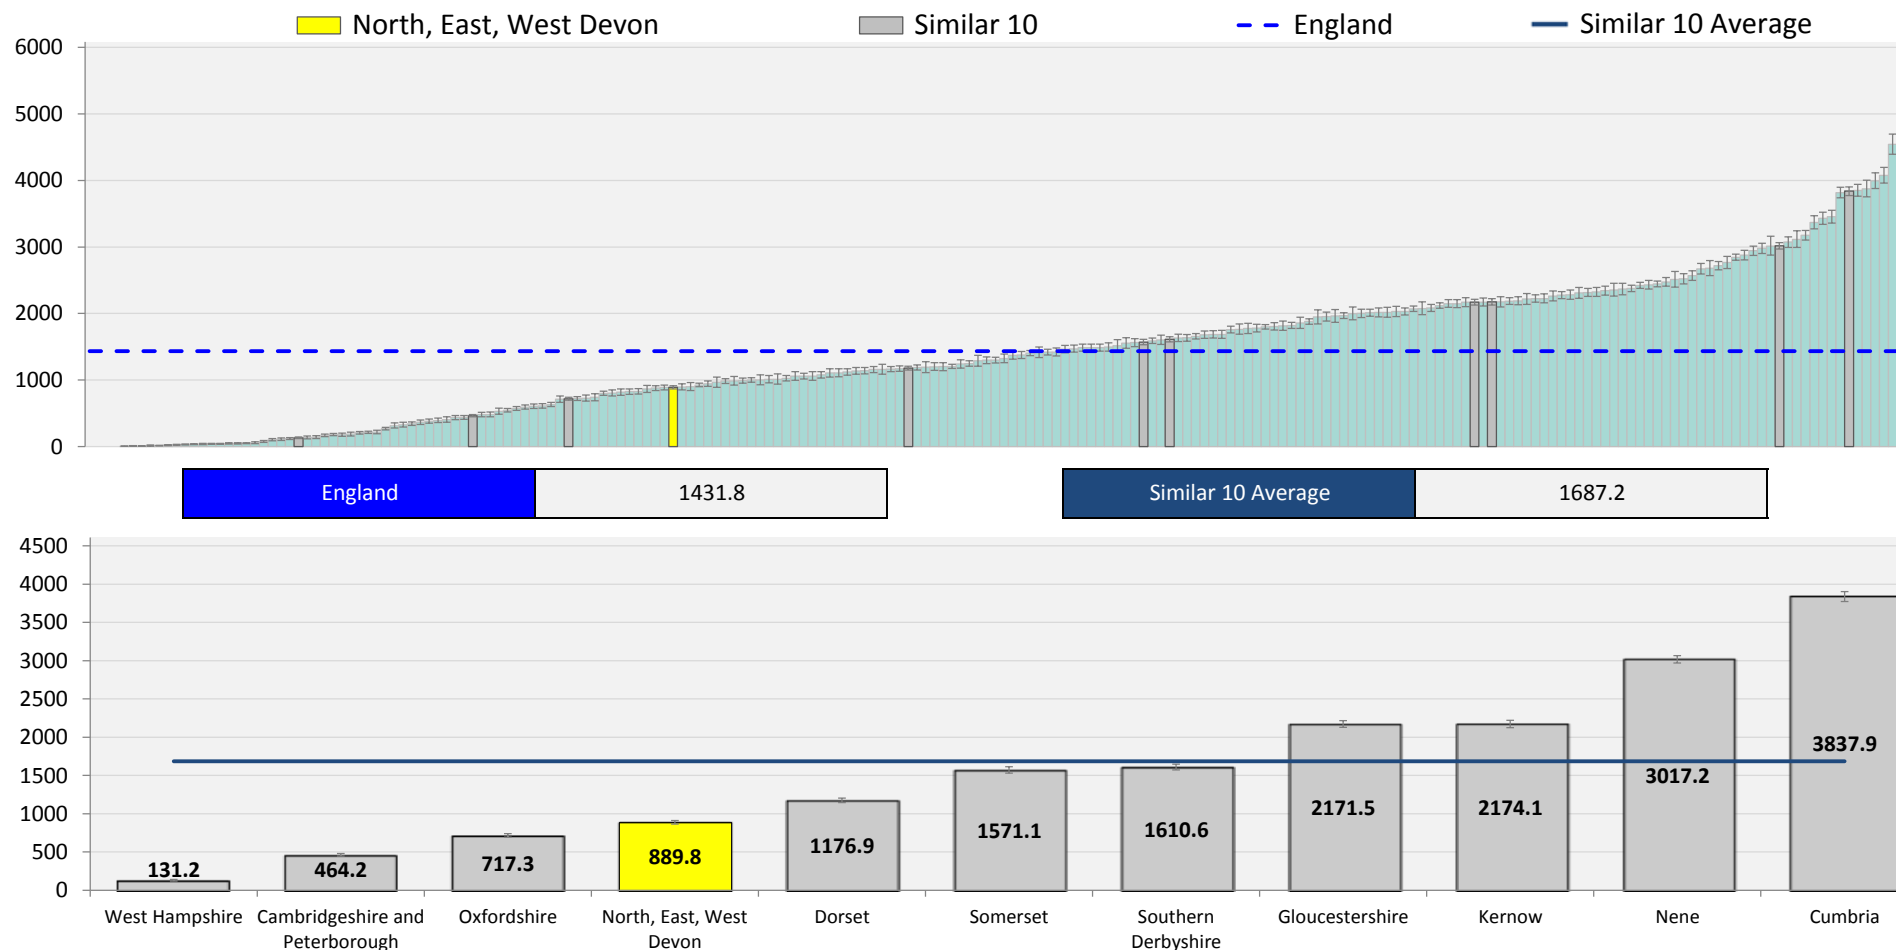 North, East, West Devon
Similar 10
England
Similar 10 Average
6000
5000
4000
3000
2000
1000
0
England
1431.8
Similar 10 Average
1687.2
4500
4000
3500
3000
2500
2000
1500
1000
500
0
131.2
464.2
717.3
889.8
1176.9
1571.1
1610.6
2171.5
2174.1
3017.2
3837.9
West Hampshire
Cambridgeshire and
Peterborough
Oxfordshire
North, East, West
Devon
Dorset
Somerset
Southern
Derbyshire
Gloucestershire
Kernow
Nene
Cumbria